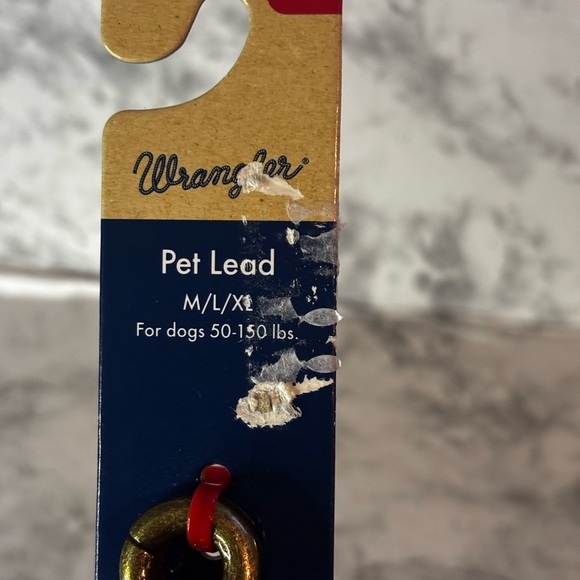 Wrangler®
Pet Lead
M/L/XL
For dogs 50-150 lbs.